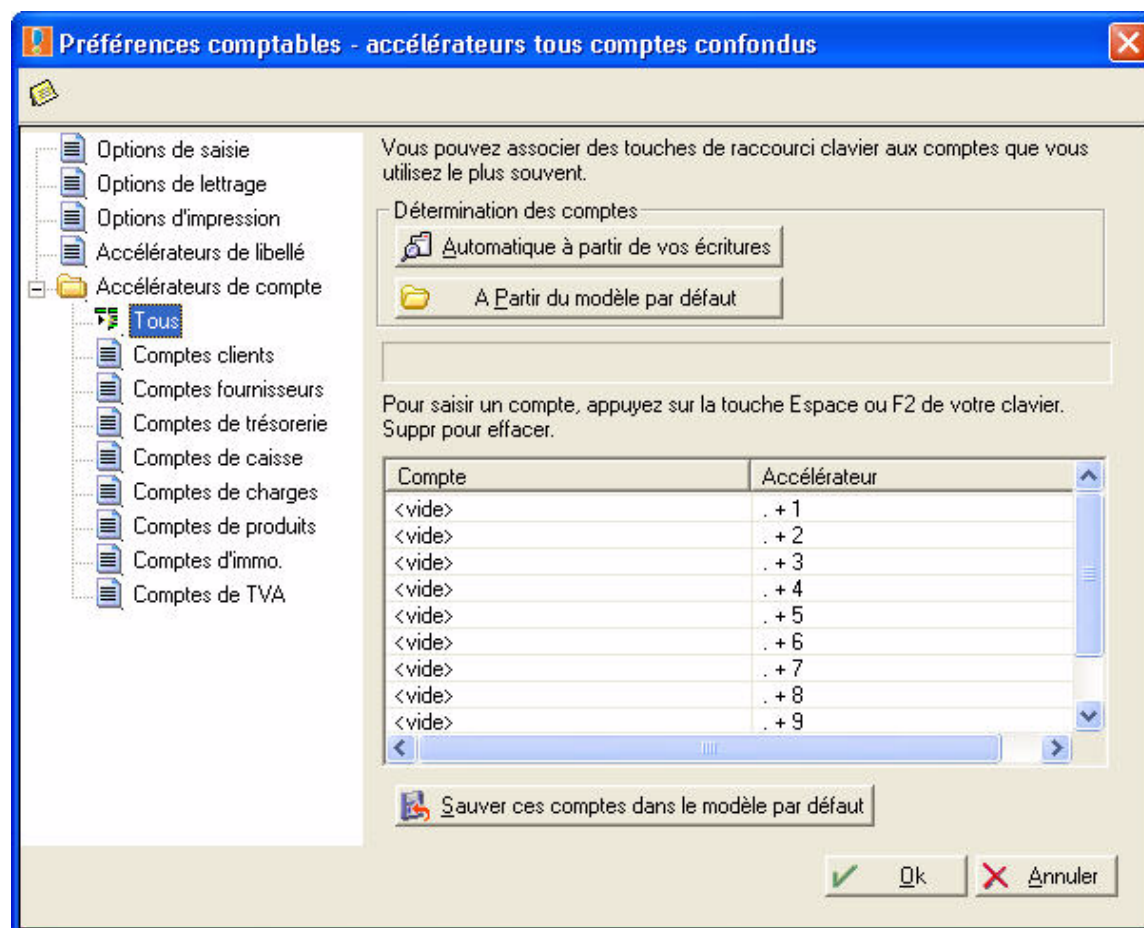 Préférences comptables - accélérateurs tous comptes confondus
Options de saisie
Options de lettrage
Options d'impression
Accélérateurs de libellé
Accélérateurs de compte
Tous
Comptes clients
Comptes fournisseurs
Comptes de trésorerie
Comptes de caisse
Comptes de charges
Comptes de produits
Comptes d'immo.
Comptes de TVA
Vous pouvez associer des touches de raccourci clavier aux comptes que vous
utilisez le plus souvent.
Détermination des comptes
Automatique à partir de vos écritures
A Partir du modèle par défaut
Pour saisir un compte, appuyez sur la touche Espace ou F2 de votre clavier.
Suppr pour effacer.
Compte Accélérateur
<vide> . + 1
<vide> . + 2
<vide> . + 3
<vide> . + 4
<vide> . + 5
<vide> . + 6
<vide> . + 7
<vide> . + 8
<vide> . + 9
Sauver ces comptes dans le modèle par défaut
Ok Annuler